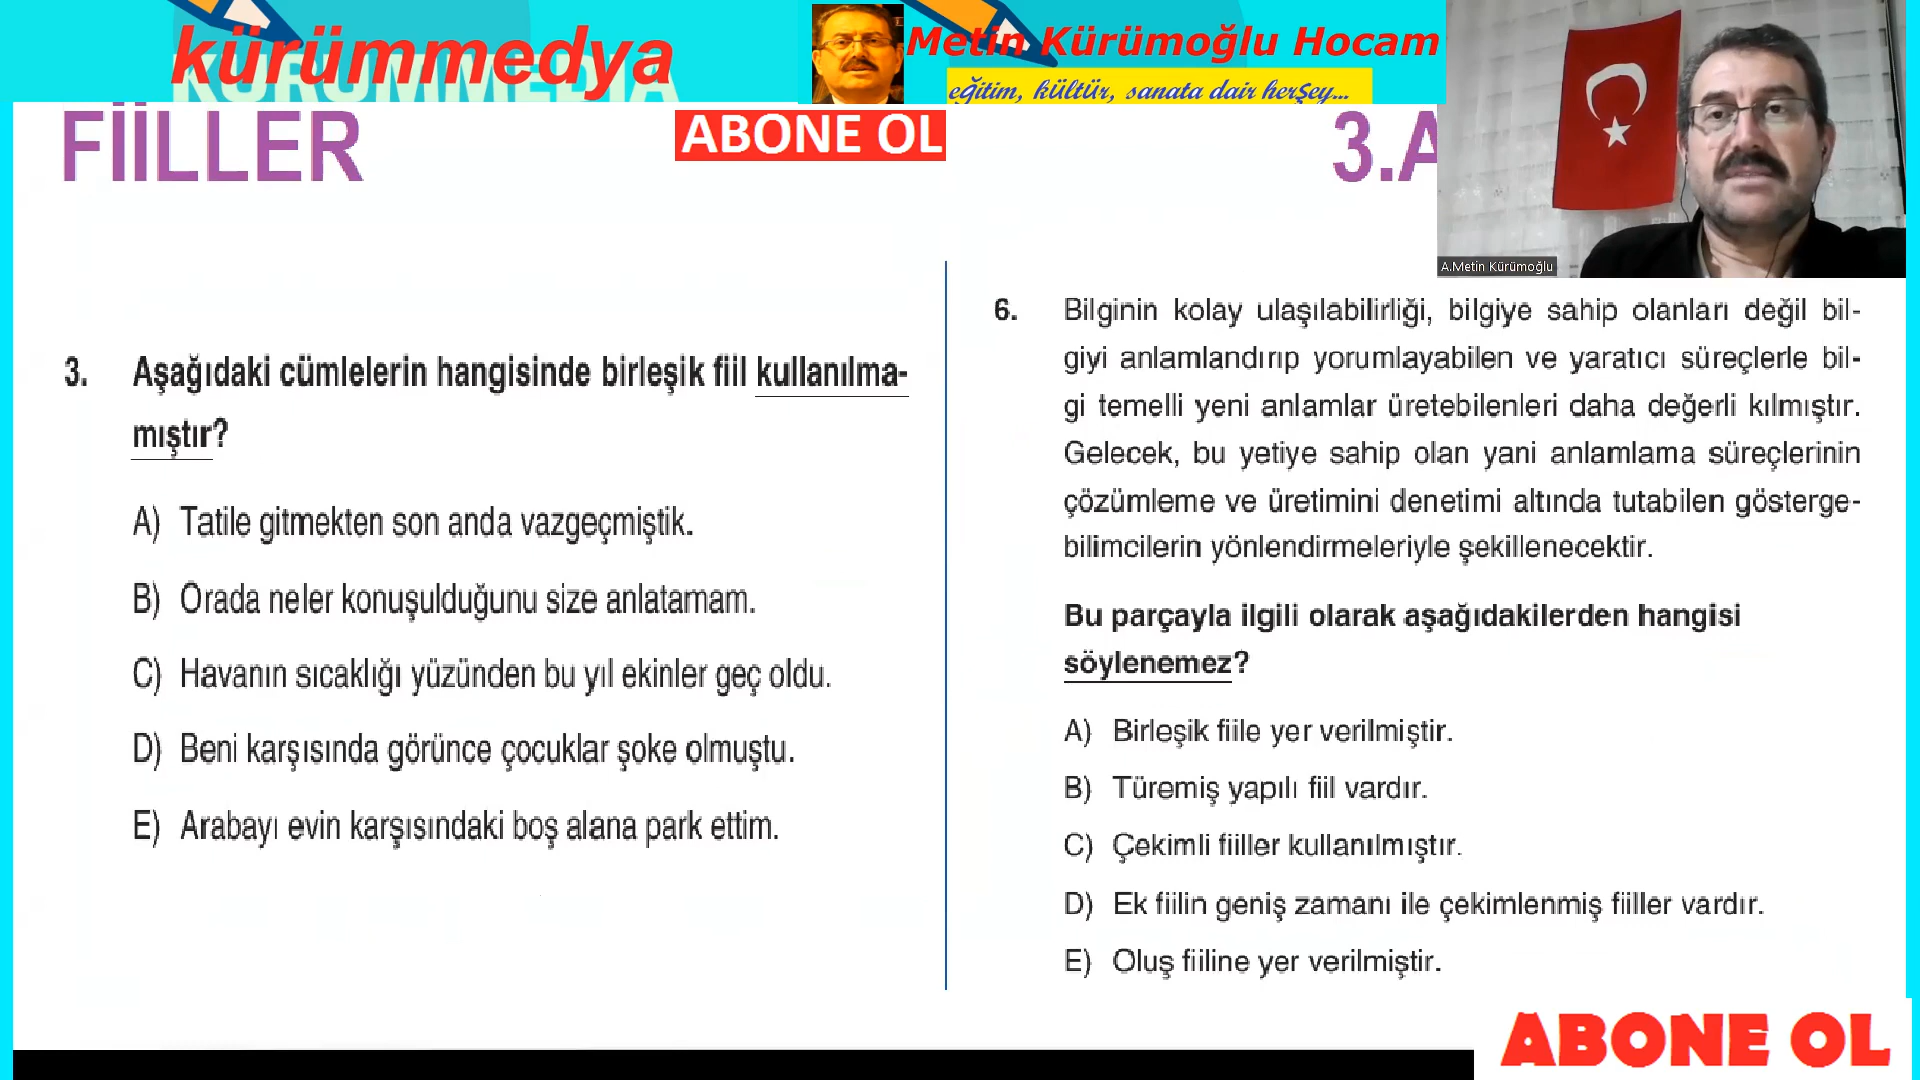 kürümmedya
KURUMMEDIA
Metin Kürümoğlu Hocam
eğitim, kültür, sanata dair herşey...
FİİLLER
ABONE OL
3.A
A.Metin Kürümoğlu
3. Aşağıdaki cümlelerin hangisinde birleşik fiil kullanılma-
mıştır?
A) Tatile gitmekten son anda vazgeçmiştik.
B) Orada neler konuşulduğunu size anlatamam.
C) Havanın sıcaklığı yüzünden bu yıl ekinler geç oldu.
D) Beni karşısında görünce çocuklar şoke olmuştu.
E) Arabayı evin karşısındaki boş alana park ettim.
6. Bilginin kolay ulaşılabilirliği, bilgiye sahip olanları değil bil-
giyi anlamlandırıp yorumlayabilen ve yaratıcı süreçlerle bil-
gi temelli yeni anlamlar üretebilenleri daha değerli kılmıştır.
Gelecek, bu yetiye sahip olan yani anlamlama süreçlerinin
çözümleme ve üretimini denetimi altında tutabilen gösterge-
bilimcilerin yönlendirmeleriyle şekillenecektir.
Bu parçayla ilgili olarak aşağıdakilerden hangisi
söylenemez?
A) Birleşik fiile yer verilmiştir.
B) Türemiş yapılı fiil vardır.
C) Çekimli fiiller kullanılmıştır.
D) Ek fiilin geniş zamanı ile çekimlenmiş fiiller vardır.
E) Oluş fiiline yer verilmiştir.
ABONE OL